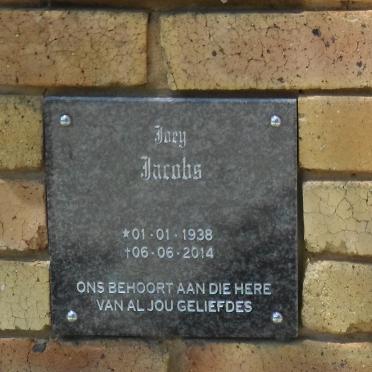 Joey
Jacobs
*01·01·1938
†06·06·2014
ONS BEHOORT AAN DIE HERE
VAN AL JOU GELIEFDES